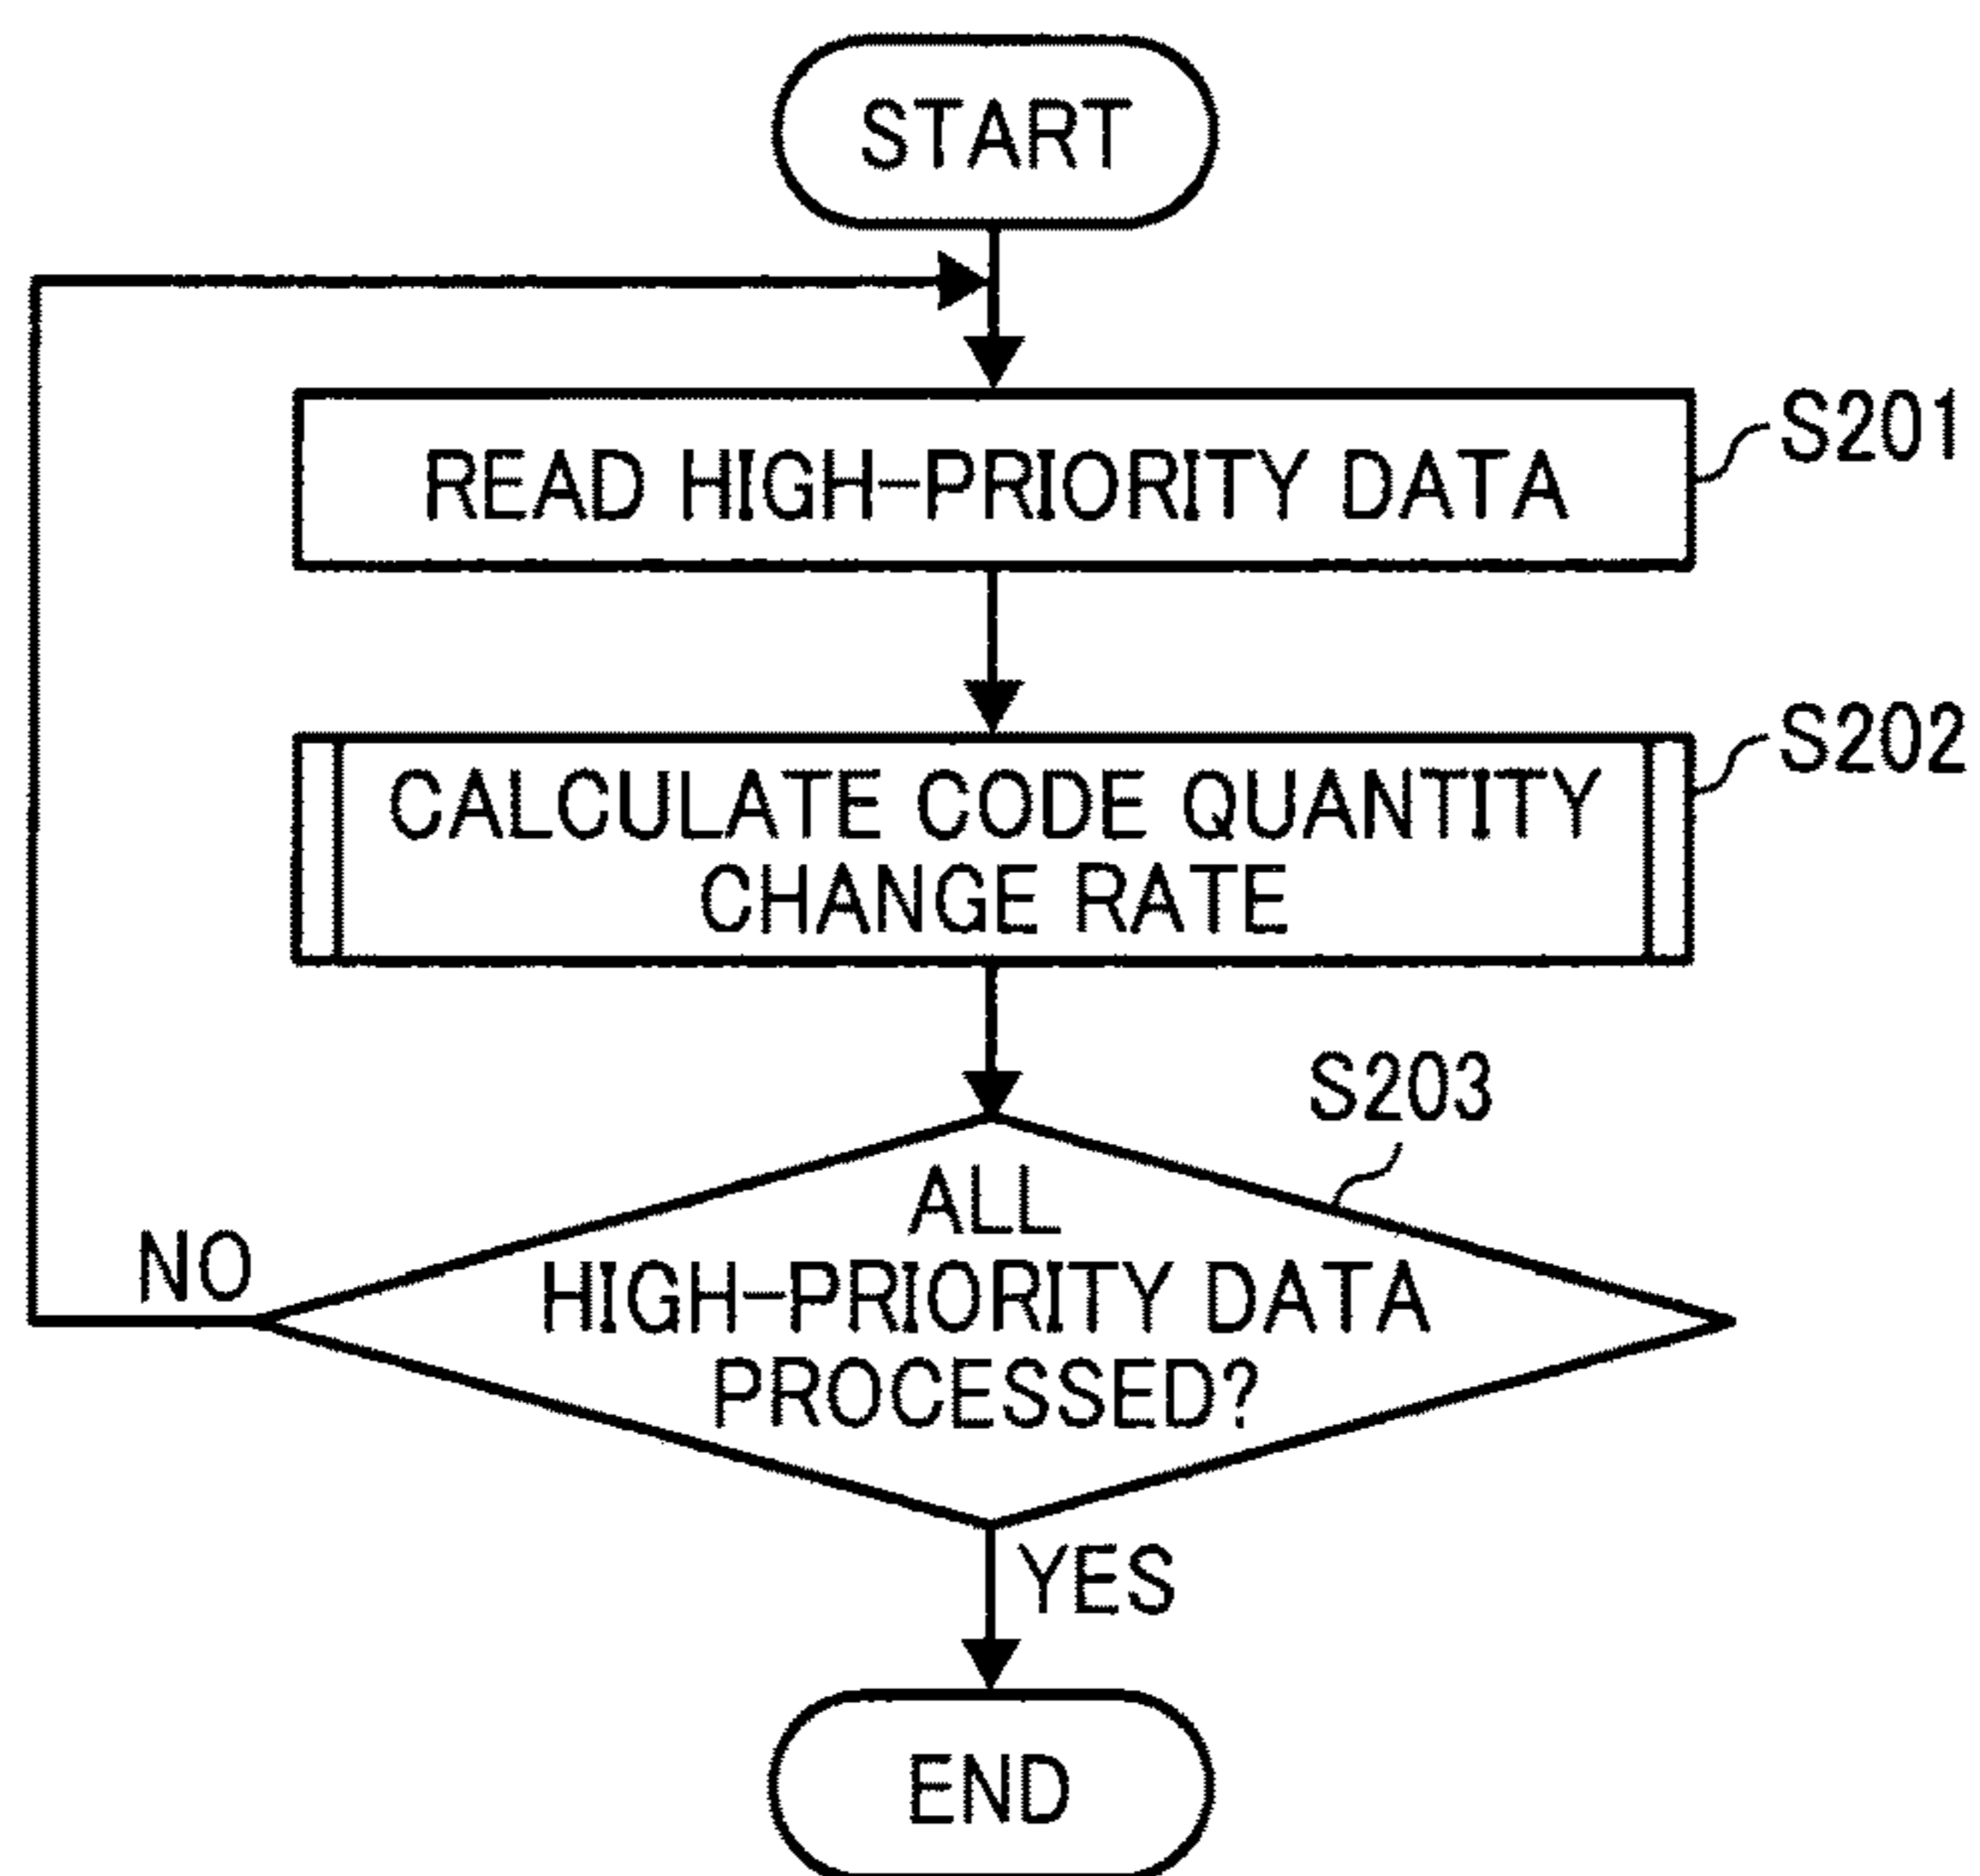 START
READ HIGH-PRIORITY DATA
S201
CALCULATE CODE QUANTITY
CHANGE RATE
S202
S203
ALL
HIGH-PRIORITY DATA
PROCESSED?
NO
YES
END